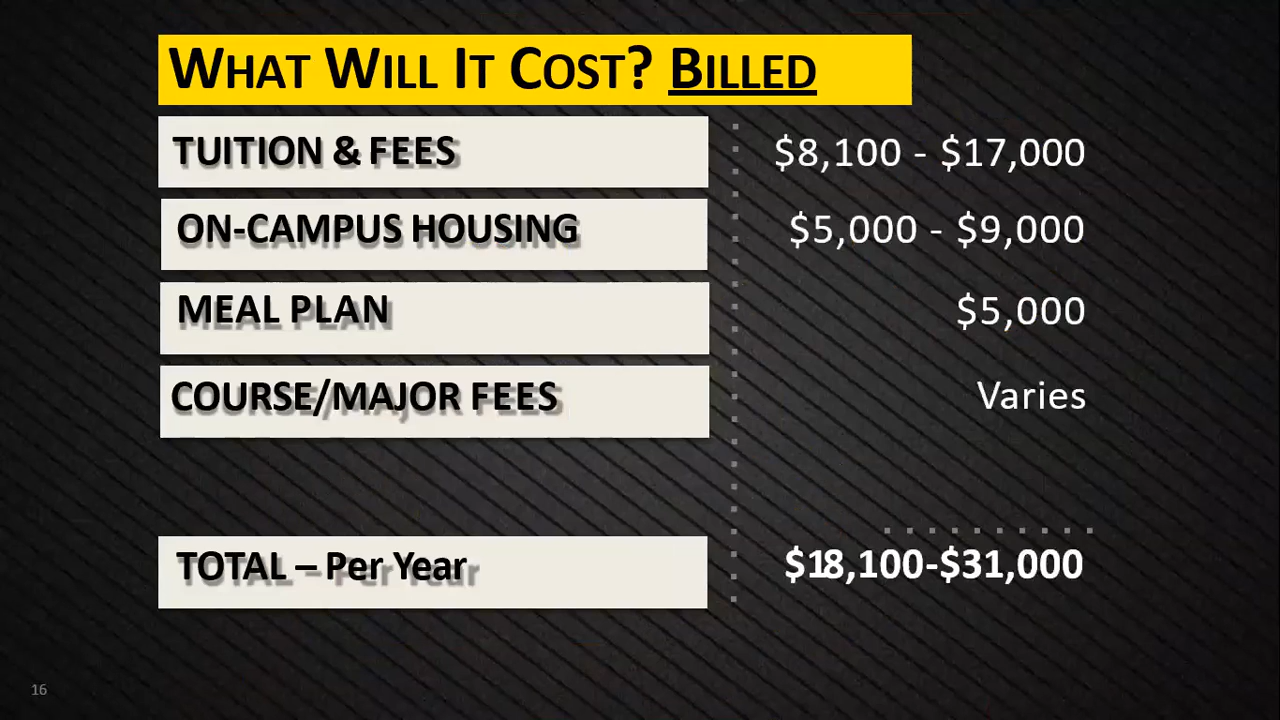 WHAT WILL IT COST? BILLED
TUITION & FEES $8,100 - $17,000
ON-CAMPUS HOUSING $5,000 - $9,000
MEAL PLAN $5,000
COURSE/MAJOR FEES Varies
TOTAL – Per Year $18,100-$31,000
16